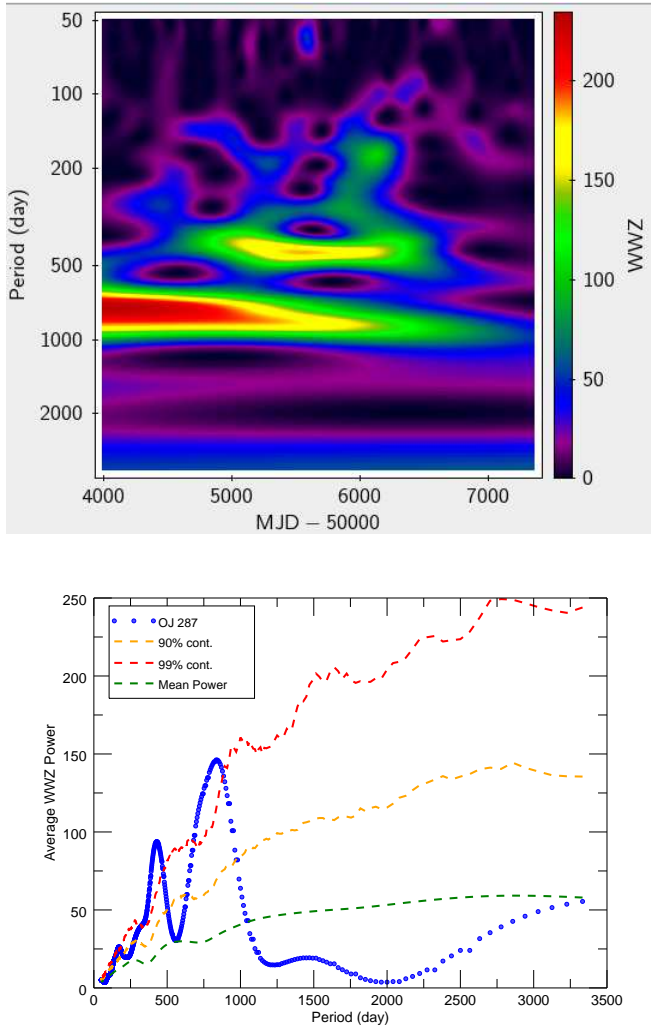 50
100
200
500
1000
2000
Period (day)
4000 5000 6000 7000
MJD − 50000
200
150
100
50
0
WWZ
250
200
150
100
50
0
Average WWZ Power
OJ 287
90% cont.
99% cont.
Mean Power
0 500 1000 1500 2000 2500 3000 3500
Period (day)